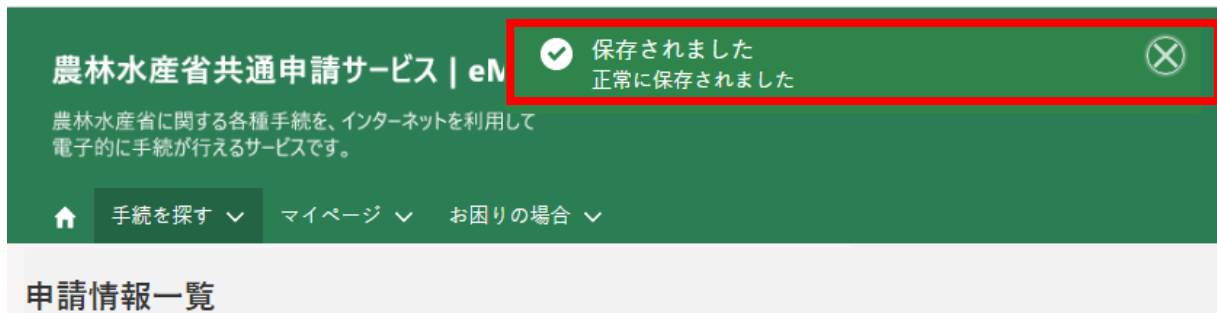 農林水産省共通申請サービス | eM
保存されました
正常に保存されました
農林水産省に関する各種手続を、インターネットを利用して
電子的に手続が行えるサービスです。
手続を探す
マイページ
お困りの場合
申請情報一覧